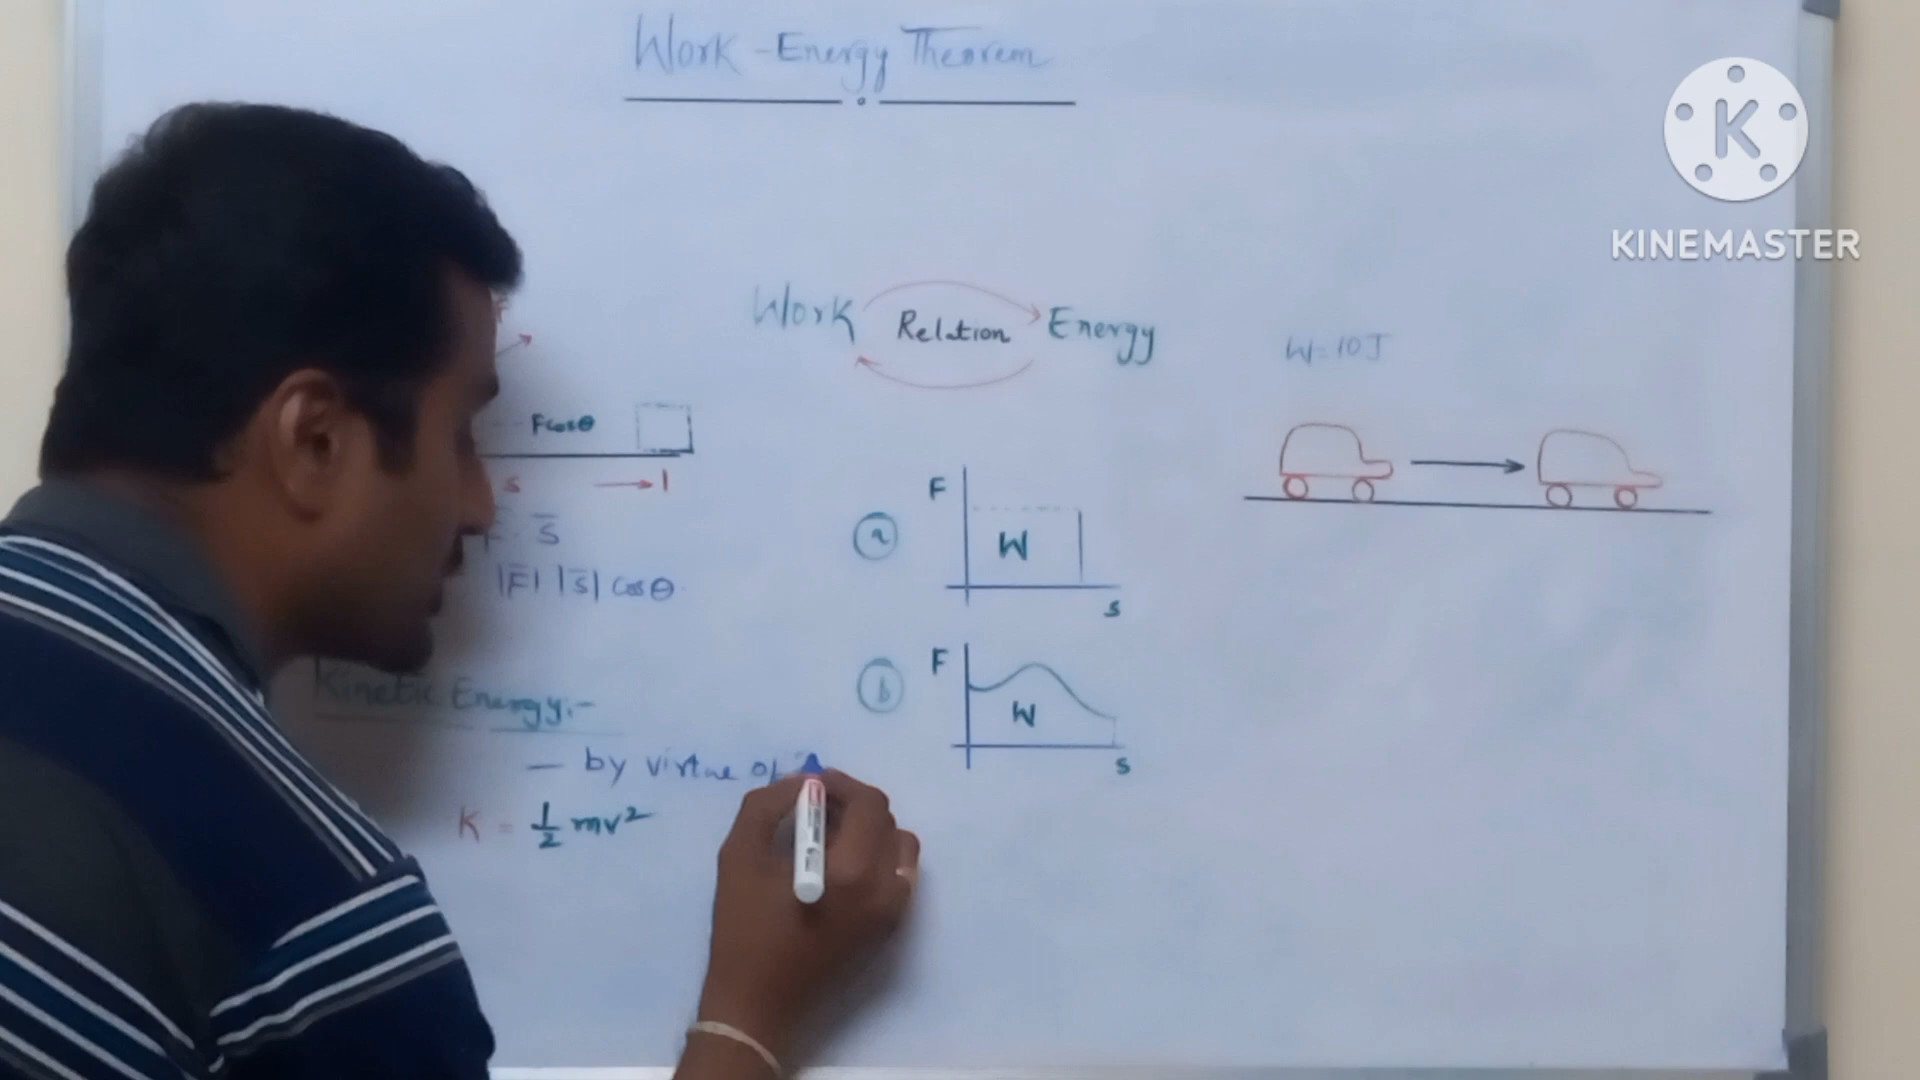 Work - Energy Theorem
K
KINEMASTER
Work Relation Energy
W = 10J
F
Fcosθ
s
F . s
|F| |s| cosθ
a
F
W
s
b
F
W
s
Kinetic Energy:-
— by virtue of
K = 1/2 mv²